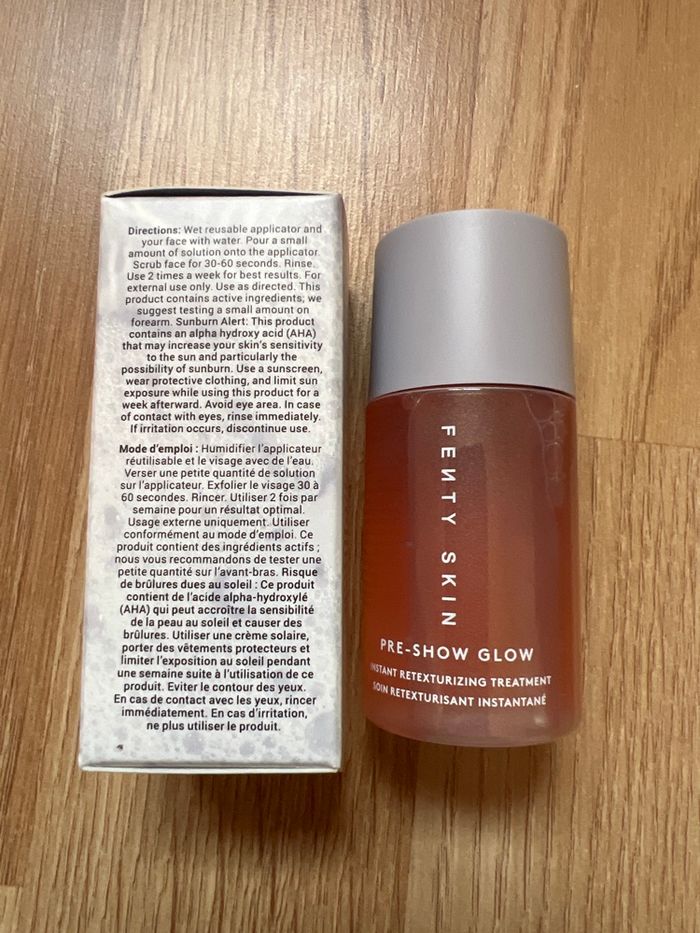 Directions: Wet reusable applicator and
your face with water. Pour a small
amount of solution onto the applicator.
Scrub face for 30-60 seconds. Rinse.
Use 2 times a week for best results. For
external use only. Use as directed. This
product contains active ingredients; we
suggest testing a small amount on
forearm. Sunburn Alert: This product
contains an alpha hydroxy acid (AHA)
that may increase your skin's sensitivity
to the sun and particularly the
possibility of sunburn. Use a sunscreen,
wear protective clothing, and limit sun
exposure while using this product for a
week afterward. Avoid eye area. In case
of contact with eyes, rinse immediately.
If irritation occurs, discontinue use.
Mode d'emploi : Humidifier l'applicateur
réutilisable et le visage avec de l'eau.
Verser une petite quantité de solution
sur l'applicateur. Exfolier le visage 30 à
60 secondes. Rincer. Utiliser 2 fois par
semaine pour un résultat optimal.
Usage externe uniquement. Utiliser
conformément au mode d'emploi. Ce
produit contient des ingrédients actifs ;
nous vous recommandons de tester une
petite quantité sur l'avant-bras. Risque
de brûlures dues au soleil : Ce produit
contient de l'acide alpha-hydroxylé
(AHA) qui peut accroître la sensibilité
de la peau au soleil et causer des
brûlures. Utiliser une crème solaire,
porter des vêtements protecteurs et
limiter l'exposition au soleil pendant
une semaine suite à l'utilisation de ce
produit. Eviter le contour des yeux.
En cas de contact avec les yeux, rincer
immédiatement. En cas d'irritation,
ne plus utiliser le produit.
FEИTY SKIN
PRE-SHOW GLOW
INSTANT RETEXTURIZING TREATMENT
SOIN RETEXTURISANT INSTANTANÉ